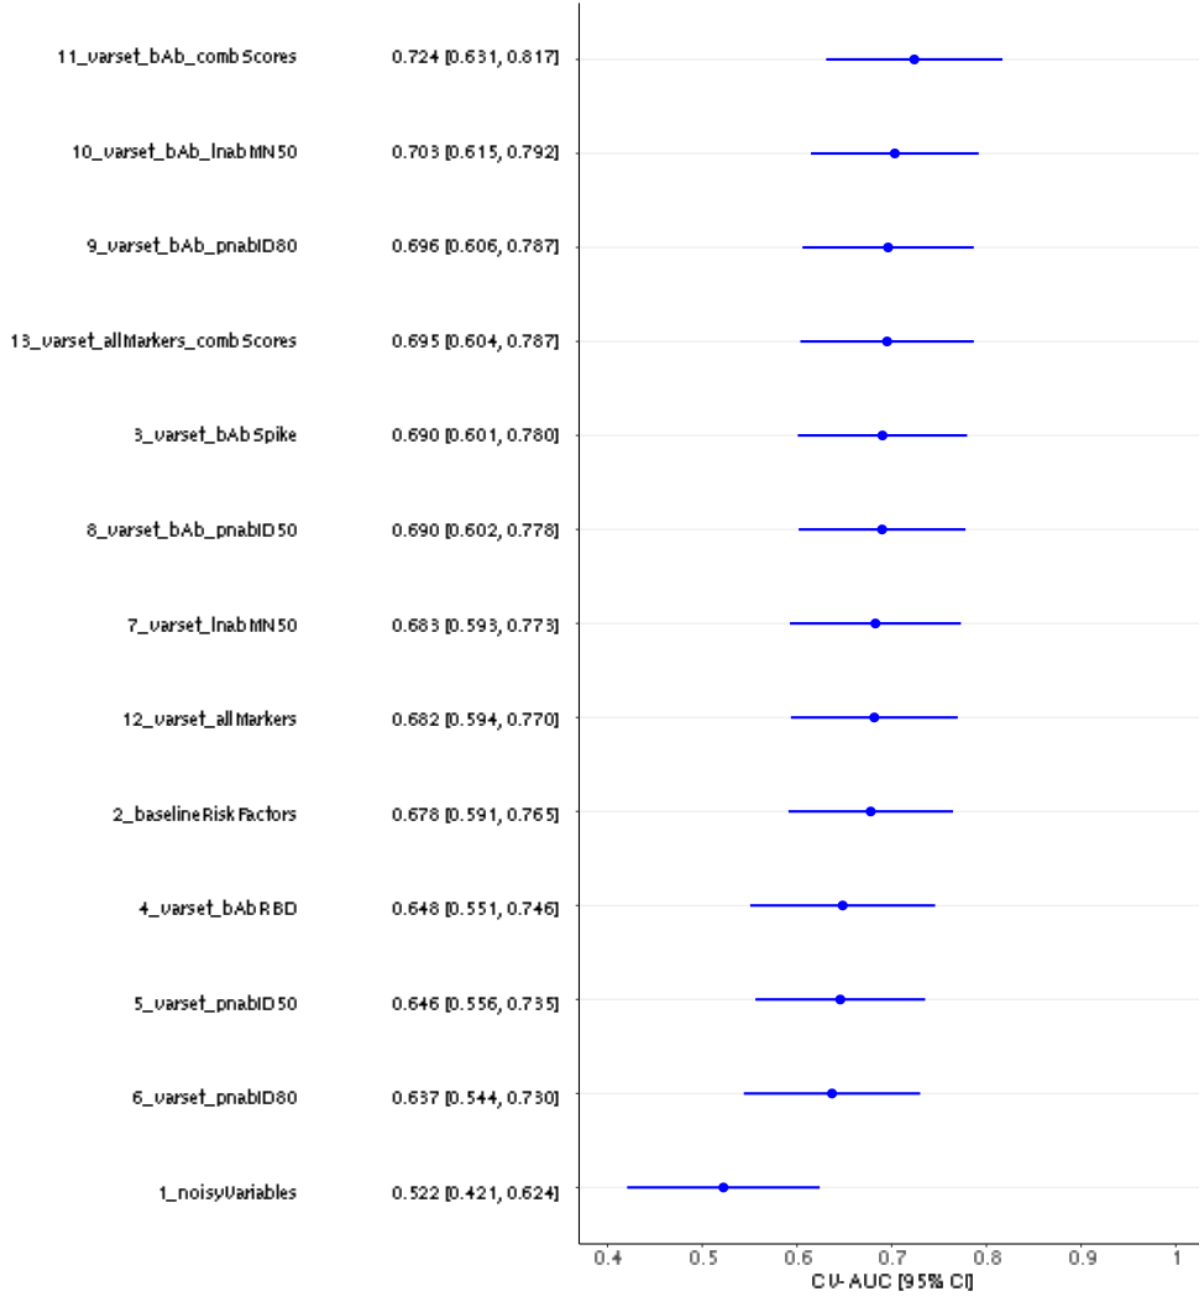 11_varset_bAb_combScores 0.724 [0.631, 0.817]
10_varset_bAb_lnabMN50 0.703 [0.615, 0.792]
9_varset_bAb_pnabID80 0.696 [0.606, 0.787]
13_varset_allMarkers_combScores 0.695 [0.604, 0.787]
3_varset_bAbSpike 0.690 [0.601, 0.780]
8_varset_bAb_pnabID50 0.690 [0.602, 0.778]
7_varset_lnabMN50 0.683 [0.593, 0.773]
12_varset_allMarkers 0.682 [0.594, 0.770]
2_baselineRiskFactors 0.678 [0.591, 0.765]
4_varset_bAbRBD 0.648 [0.551, 0.746]
5_varset_pnabID50 0.646 [0.556, 0.735]
6_varset_pnabID80 0.637 [0.544, 0.730]
1_noisyVariables 0.522 [0.421, 0.624]
0.4 0.5 0.6 0.7 0.8 0.9 1
CV-AUC [95% CI]